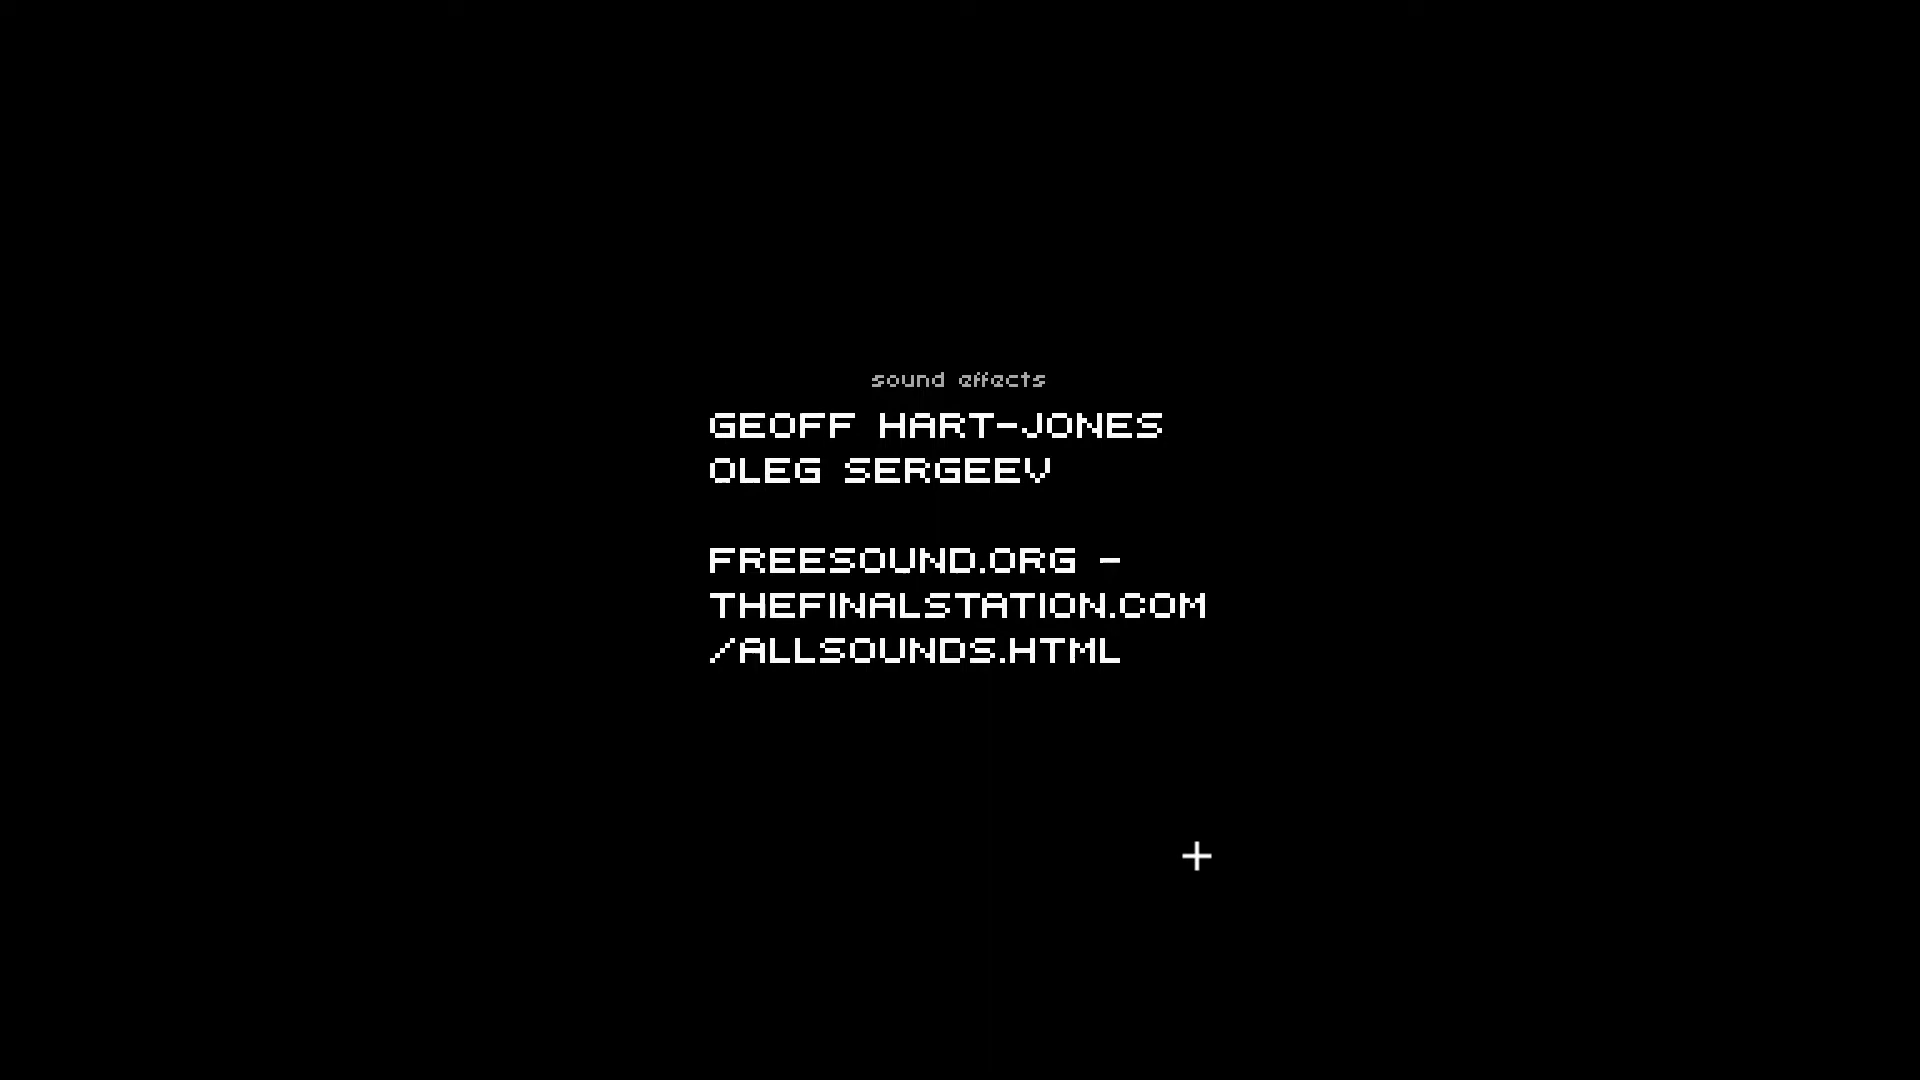 sound effects
GEOFF HART-JONES
OLEG SERGEEV
FREESOUND.ORG -
THEFINALSTATION.COM
/ALLSOUNDS.HTML